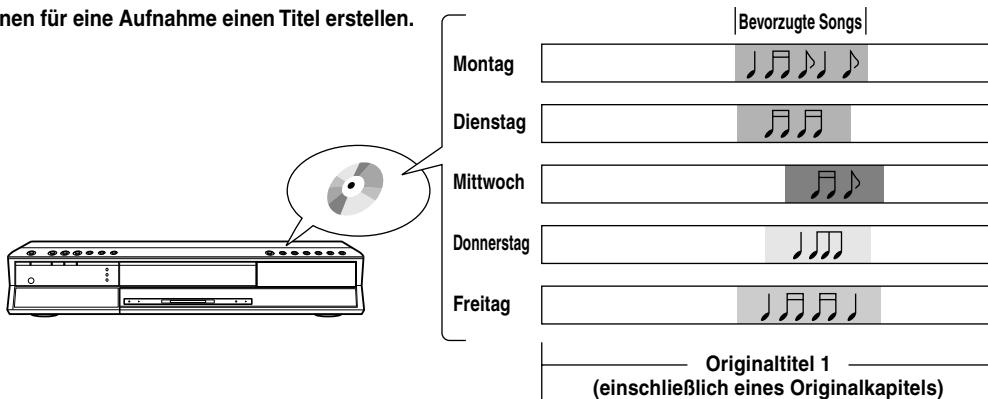 nen für eine Aufnahme einen Titel erstellen.
Bevorzugte Songs
Montag
Dienstag
Mittwoch
Donnerstag
Freitag
Originaltitel 1
(einschließlich eines Originalkapitels)